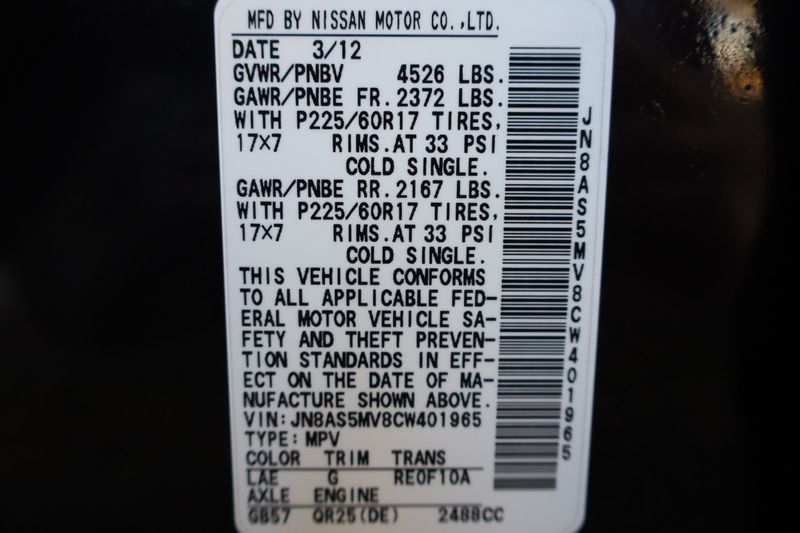 MFD BY NISSAN MOTOR CO.,LTD.
DATE 3/12
GVWR/PNBV 4526 LBS.
GAWR/PNBE FR. 2372 LBS.
WITH P225/60R17 TIRES,
17×7 RIMS.AT 33 PSI
COLD SINGLE.
GAWR/PNBE RR. 2167 LBS.
WITH P225/60R17 TIRES,
17×7 RIMS.AT 33 PSI
COLD SINGLE.
THIS VEHICLE CONFORMS
TO ALL APPLICABLE FED-
ERAL MOTOR VEHICLE SA-
FETY AND THEFT PREVEN-
TION STANDARDS IN EFF-
ECT ON THE DATE OF MA-
NUFACTURE SHOWN ABOVE.
VIN:JN8AS5MV8CW401965
TYPE:MPV
COLOR TRIM TRANS
LAE G RE0F10A
AXLE ENGINE
GB57 QR25(DE) 2488CC
JN8AS5MV8CW401965